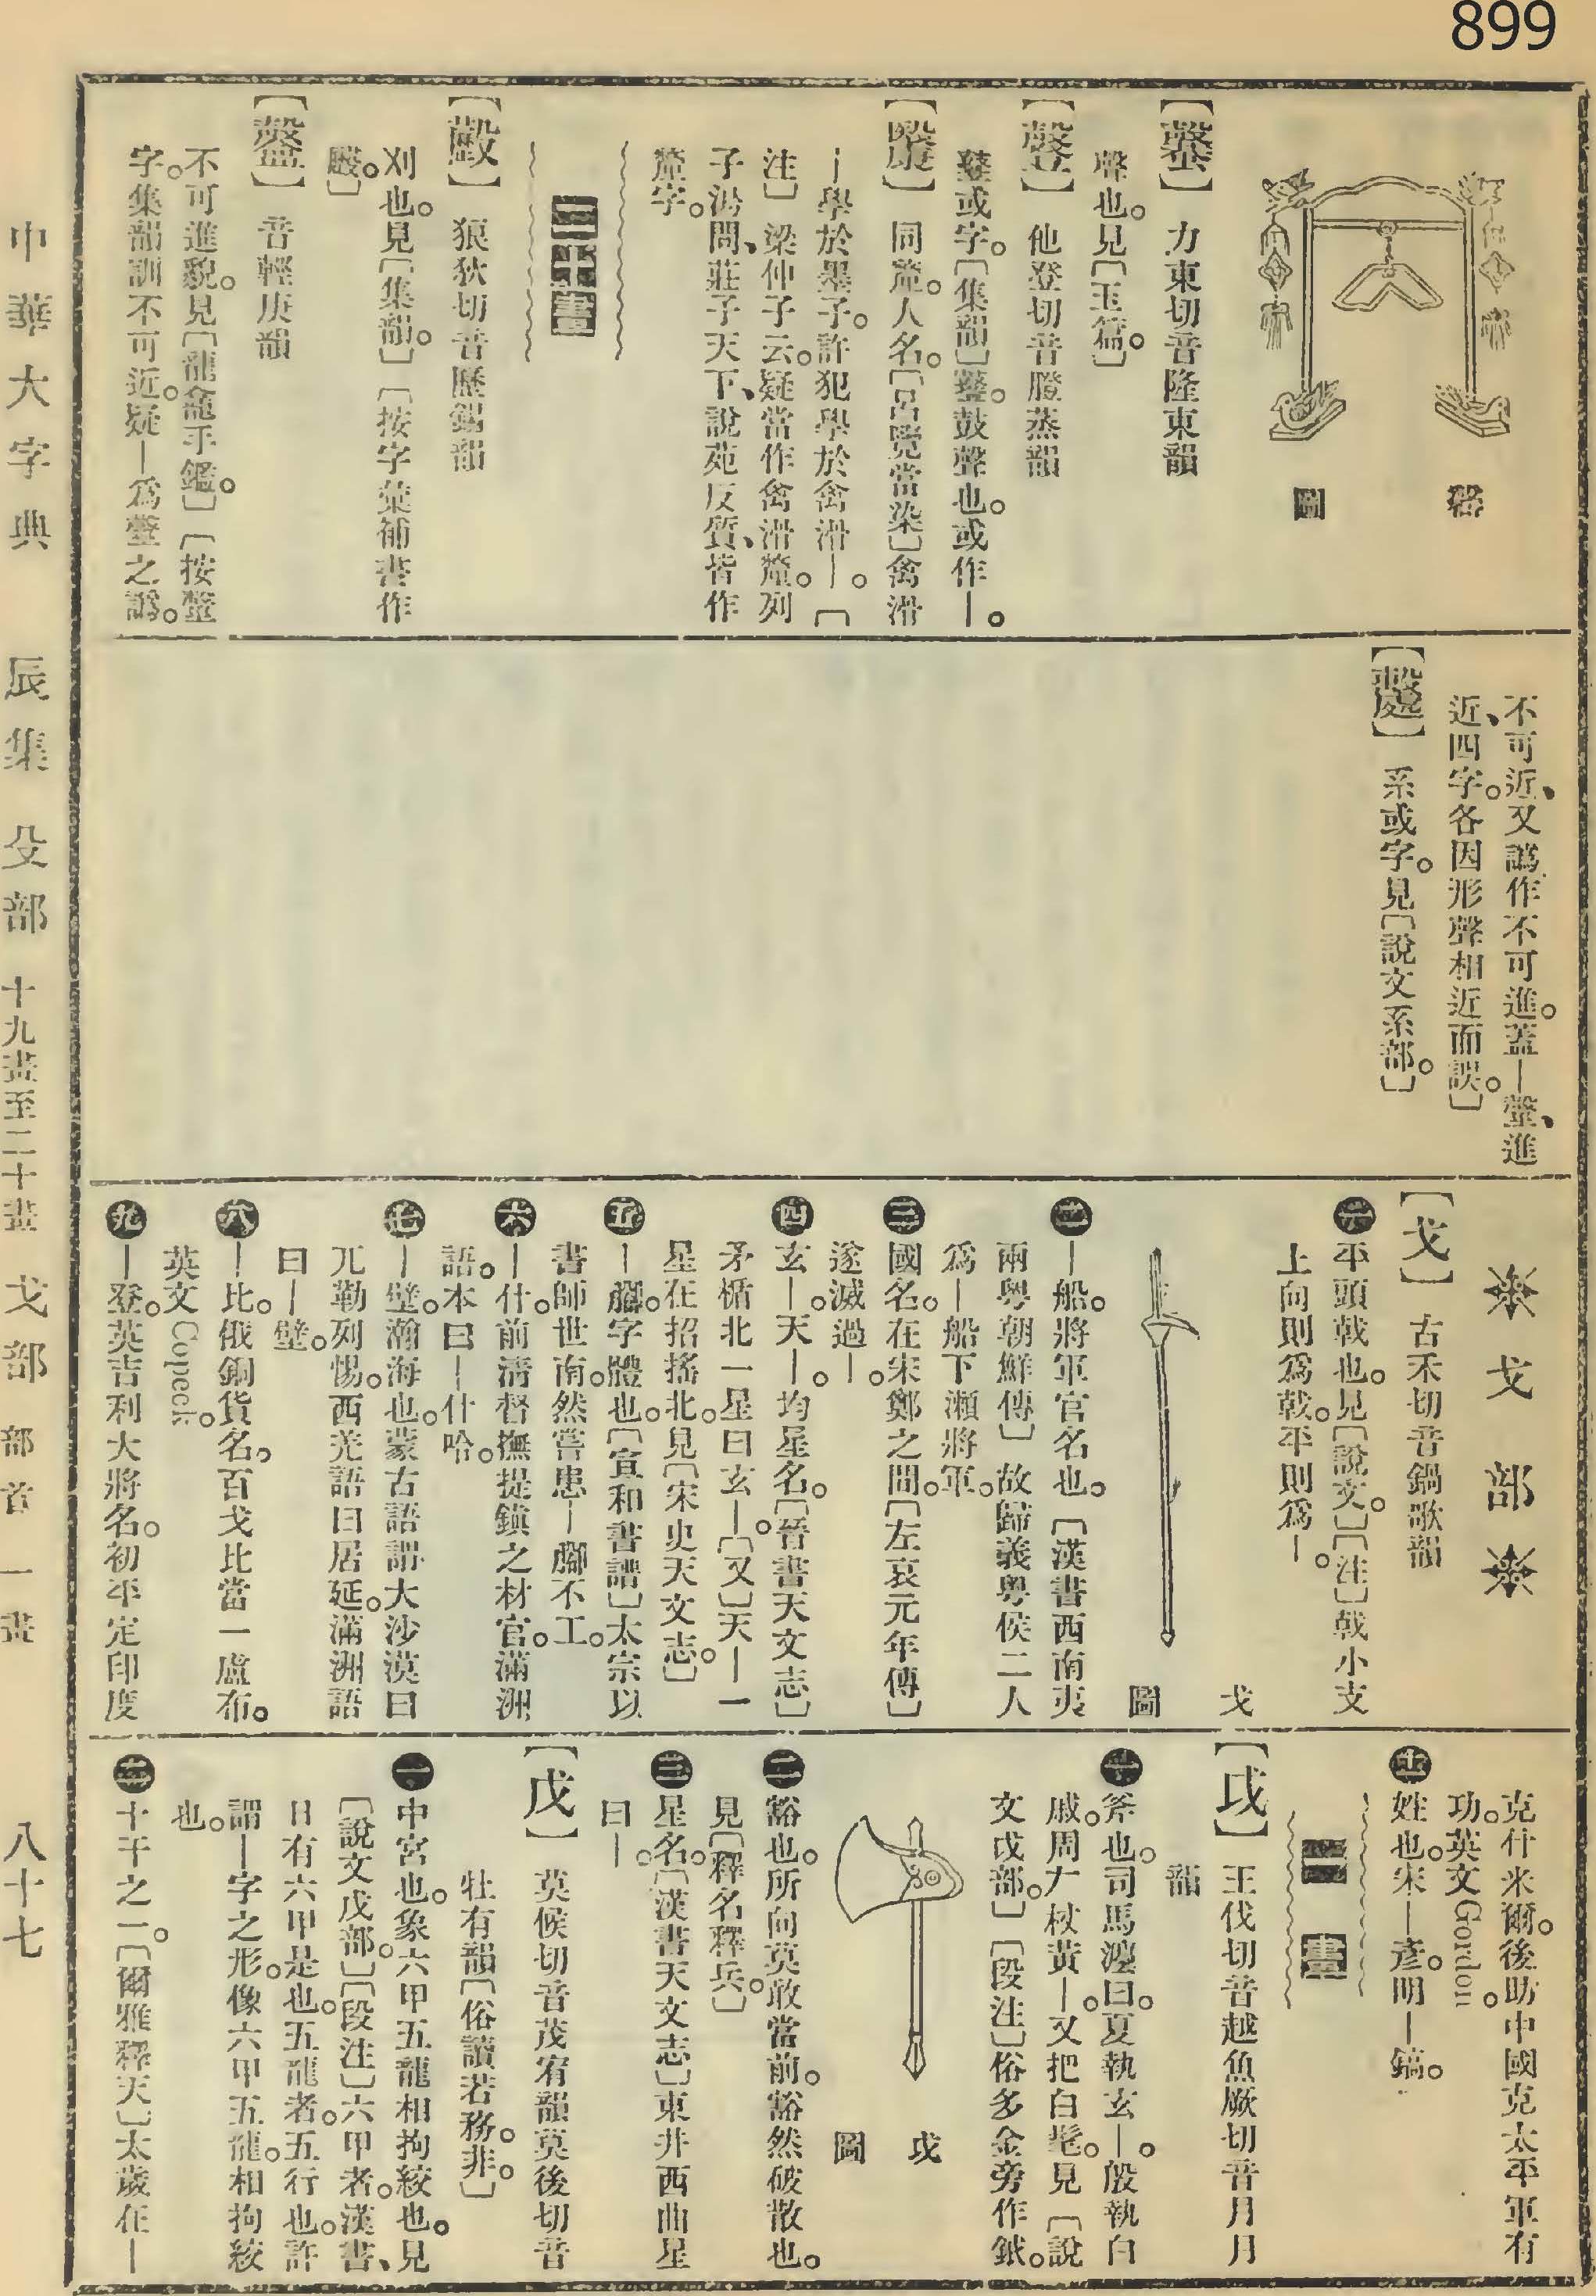 899
磬
圖
力東切音隆東韻
聲也。見〔玉篇。〕
他登切音鼟蒸韻
鼟或字。〔集韻〕鼟。鼓聲也。或作—。
同釐。人名。〔呂覽當染〕禽滑
—學於墨子。許犯學於禽滑—。〔
注〕梁仲子云。疑當作禽滑釐。列
子湯問、莊子天下、說苑反質、皆作
釐字。
二十畫
狼狄切音歷錫韻
刈也。見〔集韻。〕〔按字彙補書作
音輕庚韻
不可進貌。見〔龍龕手鑑。〕〔按
字。集韻訓不可近。疑—爲之譌。
不可近、又譌作不可進。蓋—、進
近、四字。各因形聲相近而誤。〕
系或字。見〔說文系部。〕
戈部
【戈】古禾切音鍋歌韻
㊀平頭戟也。見〔說文。〕〔注〕戟小支
上向則爲戟。平則爲—。
戈
圖
㊁—船。將軍官名也。〔漢書西南夷
兩粵朝鮮傳〕故歸義粵侯二人
爲—船下瀨將軍。
㊂國名。在宋鄭之間。〔左哀元年傳〕
遂滅過—。
㊃玄—。天—。均星名。〔晉書天文志〕
矛楯北一星曰玄—。〔又〕天—一
星在招搖北。見〔宋史天文志。〕
㊄—腳。字體也。〔宣和書譜〕太宗以
書師世南。然嘗患—腳不工。
㊅—什。前清督撫提鎮之材官。滿洲
語。本曰—什哈。
㊆—壁。瀚海也。蒙古語謂大沙漠曰
兀勒列惕。西羌語曰居延。滿洲語
曰—壁。
㊇—比。俄銅貨名。百戈比當一盧布。
英文Copeck。
㊈—登。英吉利大將名。初平定印度
克什米爾。後助中國克太平軍有
功。英文Gordon。
姓也。宋—彥。明—鎬。
一畫
【戉】王伐切音越魚厥切音月月
韻
㊀斧也。司馬灋曰。夏執玄—。殷執白
戚。周𠂇杖黃—。又把白髦。見〔說
文戉部。〕〔段注〕俗多金旁作鉞。
戉
圖
㊁豁也。所向莫敢當前。豁然破散也。
見〔釋名釋兵。〕
㊂星名。〔漢書天文志〕東井西曲星
曰—。
【戊】莫候切音茂宥韻莫後切音
牡有韻〔俗讀若務。非。〕
㊀中宮也。象六甲五龍相拘絞也。見
〔說文戊部。〕〔段注〕六甲者。漢書、
日有六甲是也。五龍者。五行也。許
謂—字之形。像六甲五龍。相拘絞
也。
㊁十干之一。〔爾雅釋天〕太歲在—
中華大字典 辰集 殳部 十九畫至二十畫 戈部 部首 一畫 八十七